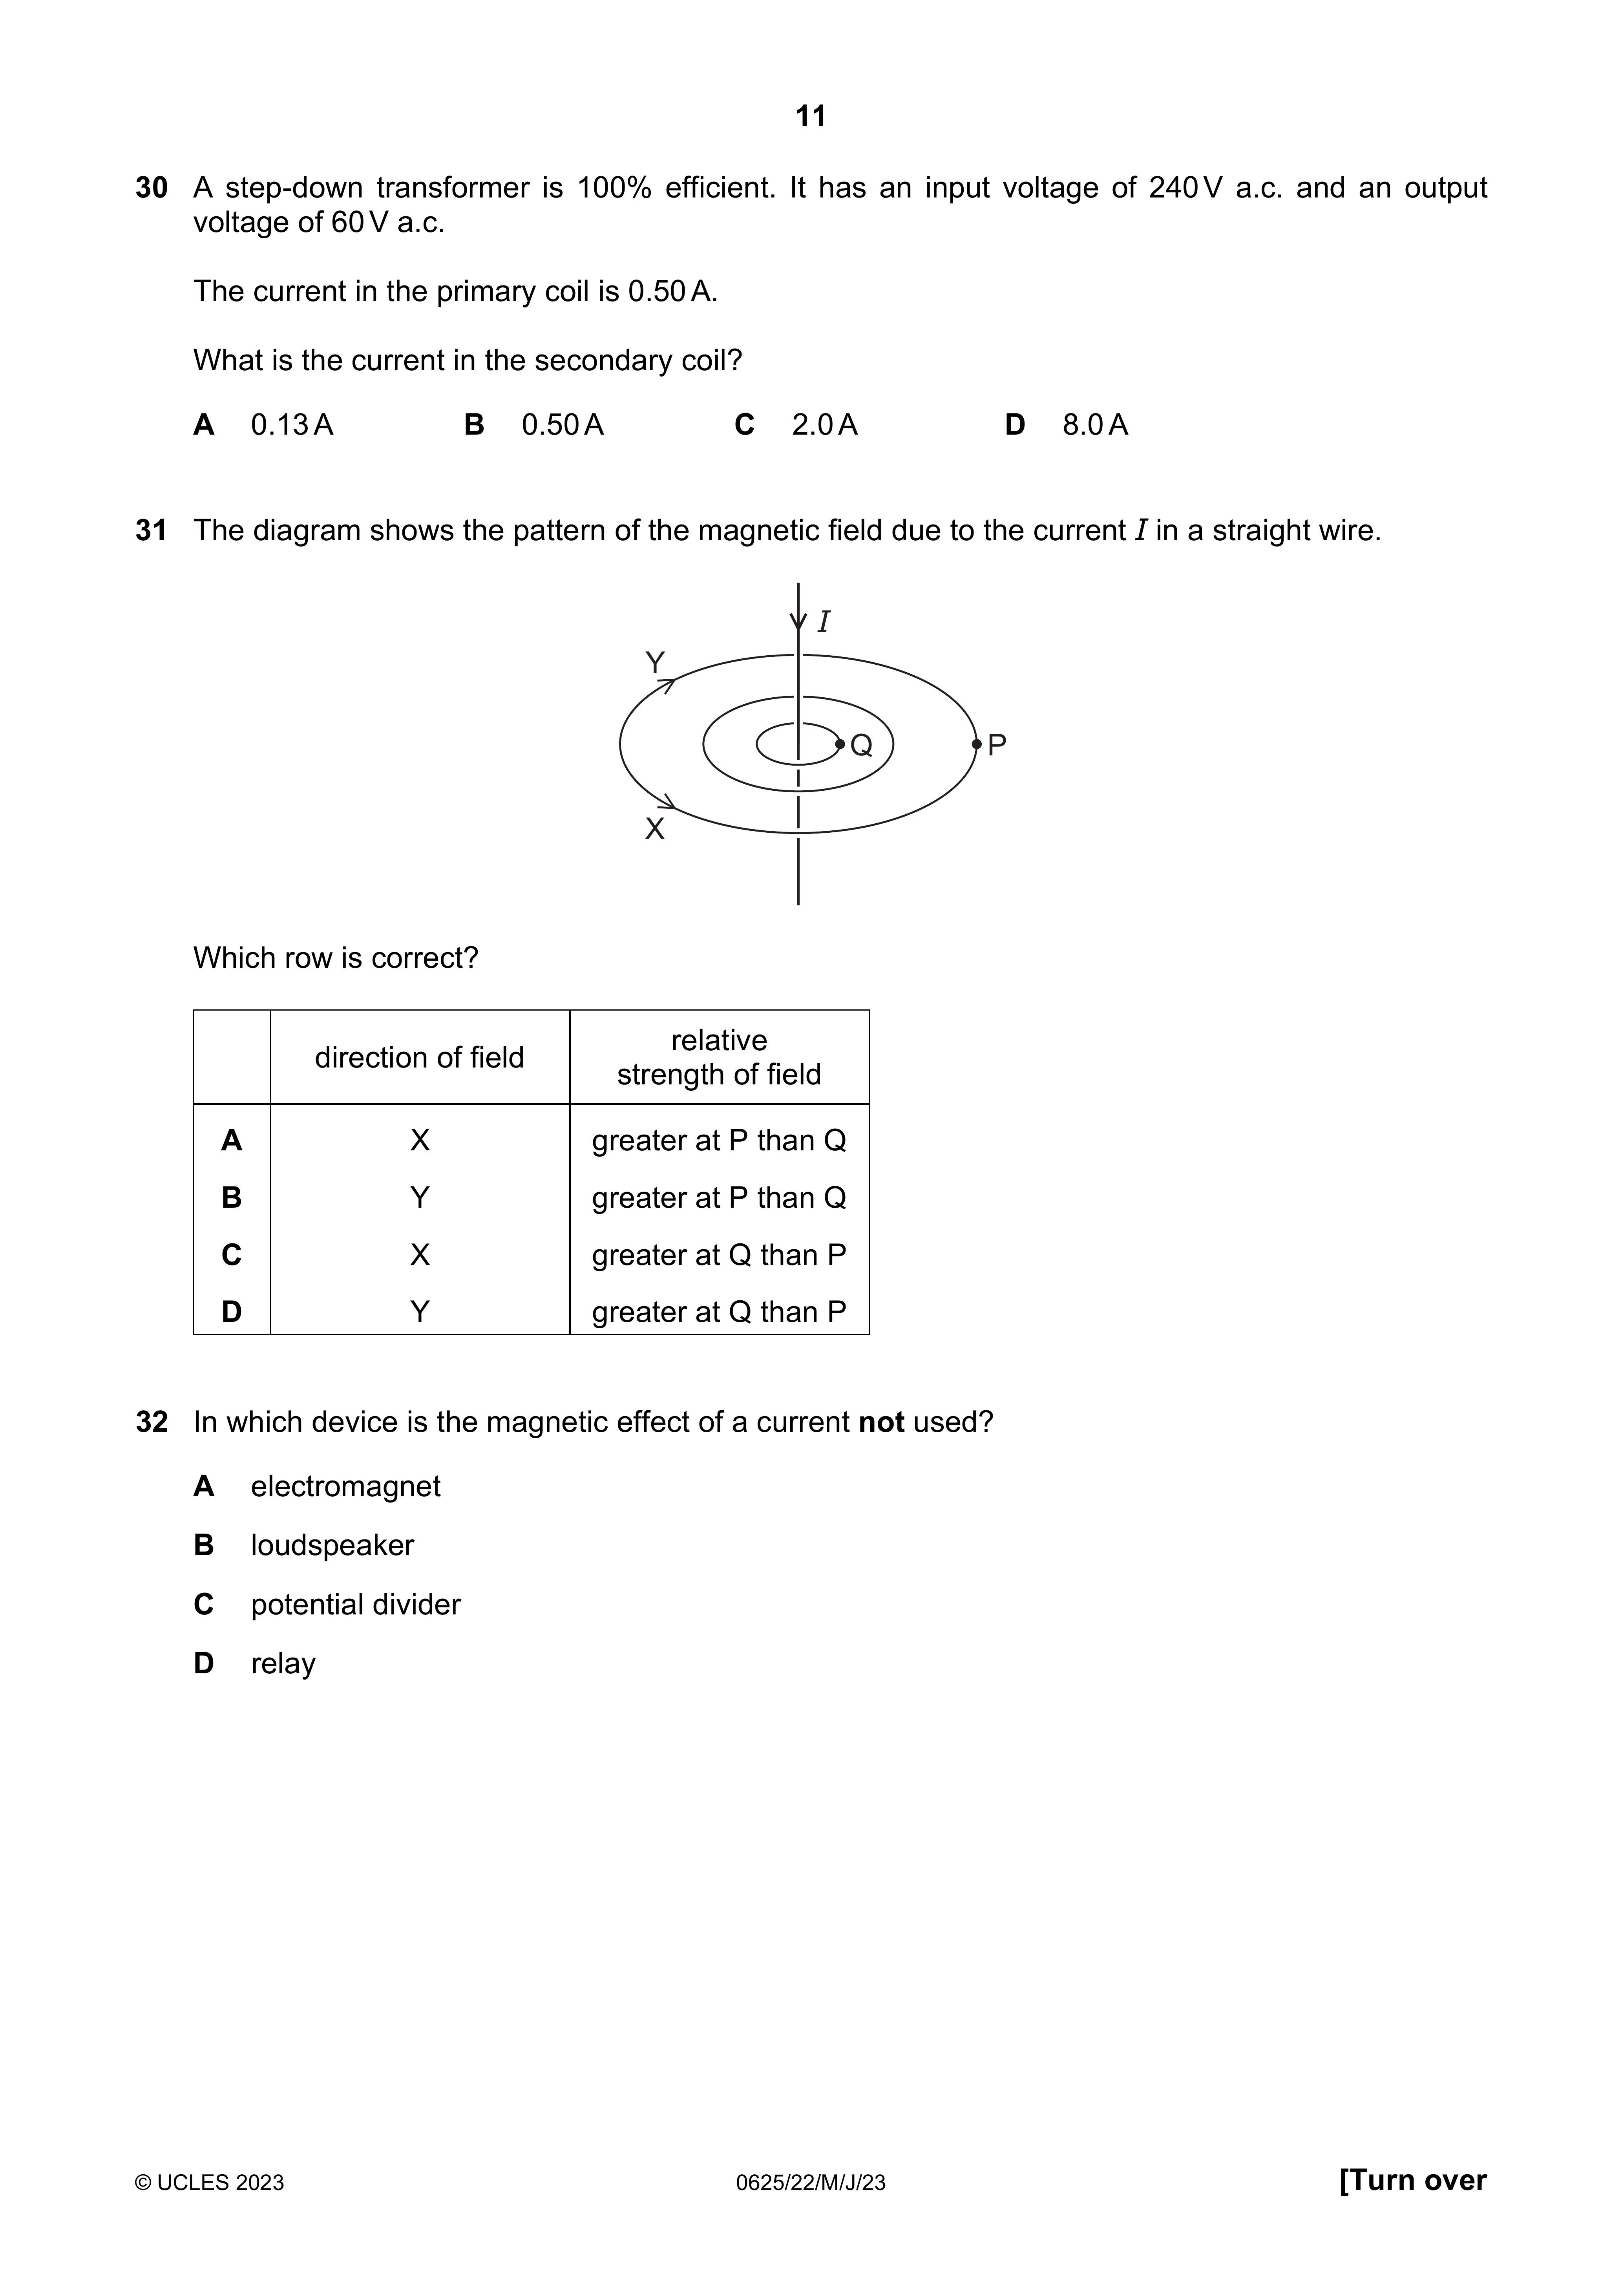 11
30 A step-down transformer is 100% efficient. It has an input voltage of 240 V a.c. and an output
voltage of 60 V a.c.
The current in the primary coil is 0.50 A.
What is the current in the secondary coil?
A 0.13 A B 0.50 A C 2.0 A D 8.0 A
31 The diagram shows the pattern of the magnetic field due to the current I in a straight wire.
I
Y
Q P
X
Which row is correct?
direction of field relative
strength of field
A X greater at P than Q
B Y greater at P than Q
C X greater at Q than P
D Y greater at Q than P
32 In which device is the magnetic effect of a current not used?
A electromagnet
B loudspeaker
C potential divider
D relay
© UCLES 2023 0625/22/M/J/23 [Turn over